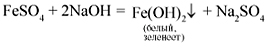 FeSO₄ + 2NaOH = Fe(OH)₂↓ + Na₂SO₄
(белый,
зеленеет)